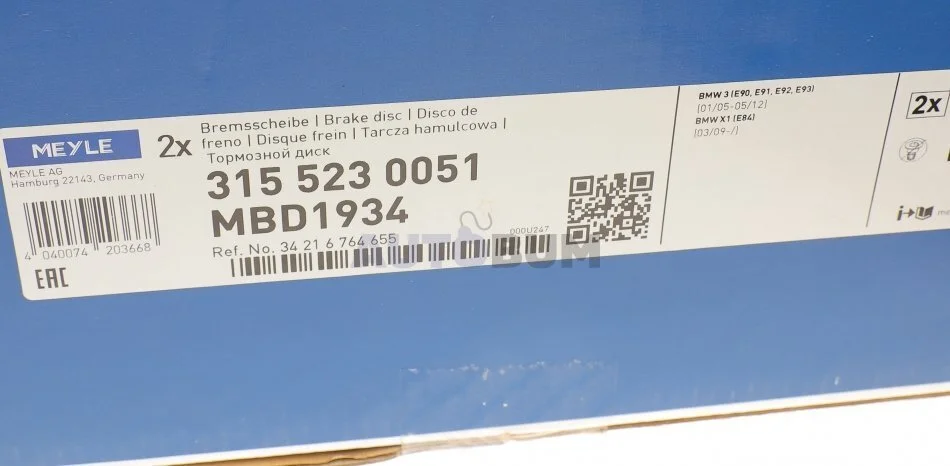 MEYLE
MEYLE AG
Hamburg 22143, Germany
4 040074 203668
EAC
2x
Bremsscheibe | Brake disc | Disco de
freno | Disque frein | Tarcza hamulcowa |
Тормозной диск
315 523 0051
MBD1934
Ref. No. 34 21 6 764 655
D00U247
AUTOBUM
BMW 3 (E90, E91, E92, E93)
(01/05-05/12)
BMW X1 (E84)
(03/09-/)
2x